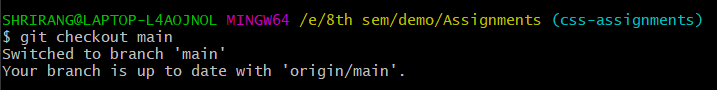 SHRIRANG@LAPTOP-L4AOJNOL MINGW64 /e/8th sem/demo/Assignments (css-assignments)
$ git checkout main
Switched to branch 'main'
Your branch is up to date with 'origin/main'.